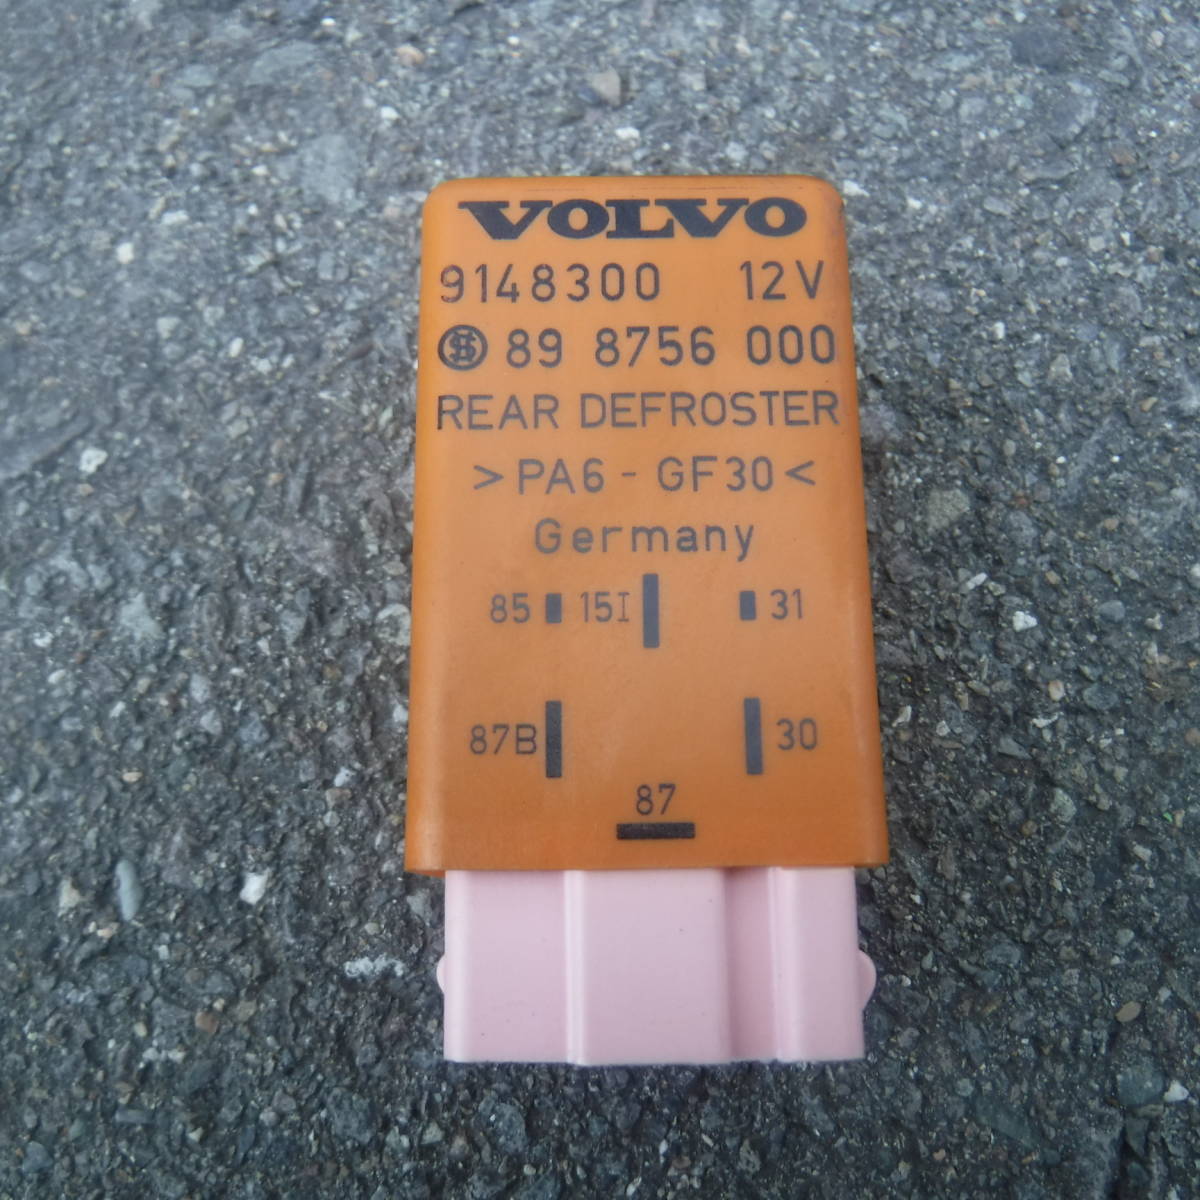 VOLVO
9148300 12V
89 8756 000
REAR DEFROSTER
>PA6-GF30<
Germany
85 15I 31
87B 30
87